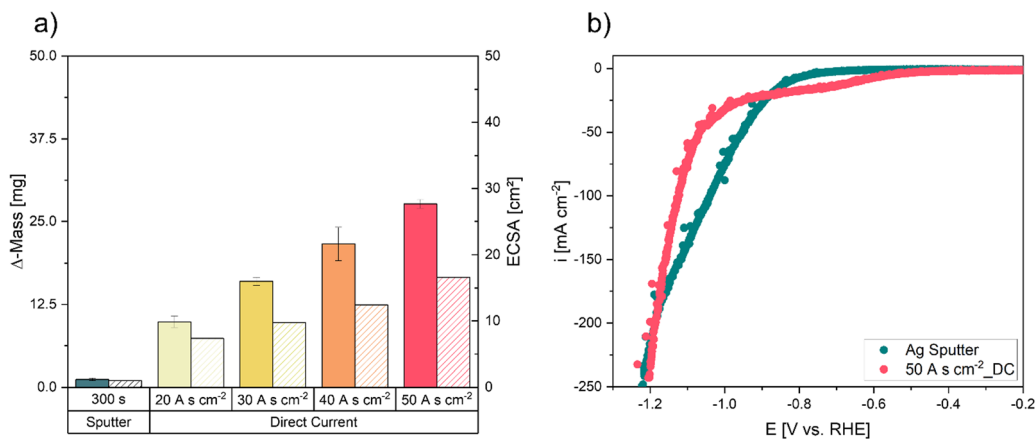 a)
Δ-Mass [mg]
50.0
37.5
25.0
12.5
0.0
50
40
30
20
10
0
ECSA [cm²]
300 s
20 A s cm⁻²
30 A s cm⁻²
40 A s cm⁻²
50 A s cm⁻²
Sputter
Direct Current
b)
i [mA cm⁻²]
0
-50
-100
-150
-200
-250
Ag Sputter
50 A s cm⁻²_DC
-1.2
-1.0
-0.8
-0.6
-0.4
-0.2
E [V vs. RHE]